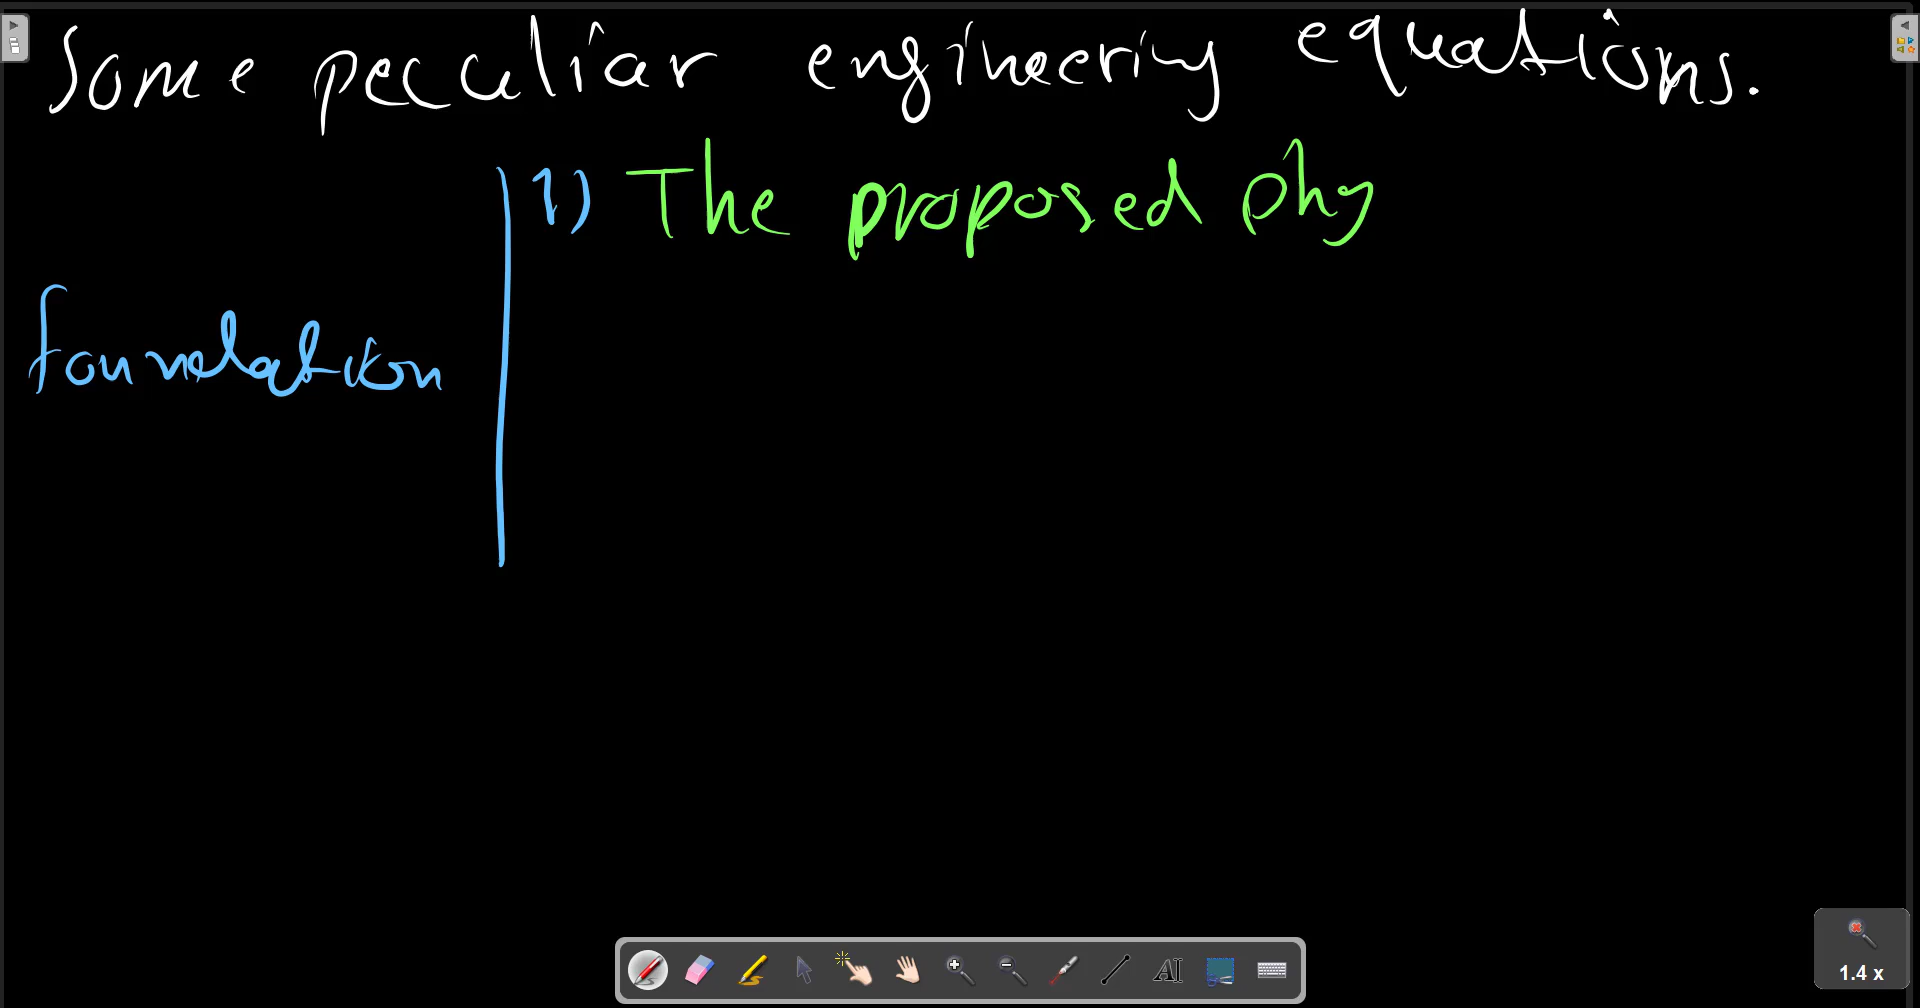 Some peculiar engineering equations.
1) The proposed phy
foundation
1.4 x